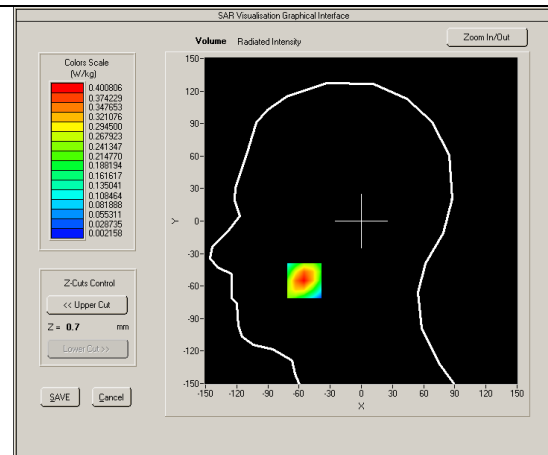 SAR Visualisation Graphical Interface
Volume Radiated Intensity
Zoom In/Out
Colors Scale
(W/kg)
0.400806
0.374229
0.347653
0.321076
0.294500
0.267923
0.241347
0.214770
0.188194
0.161617
0.135041
0.108464
0.081888
0.055311
0.028735
0.002158
Z-Cuts Control
<< Upper Cut
Z = 0.7 mm
Lower Cut >>
SAVE Cancel
150
120
90
60
30
Y 0
-30
-60
-90
-120
-150
-150 -120 -90 -60 -30 0 30 60 90 120 150
X